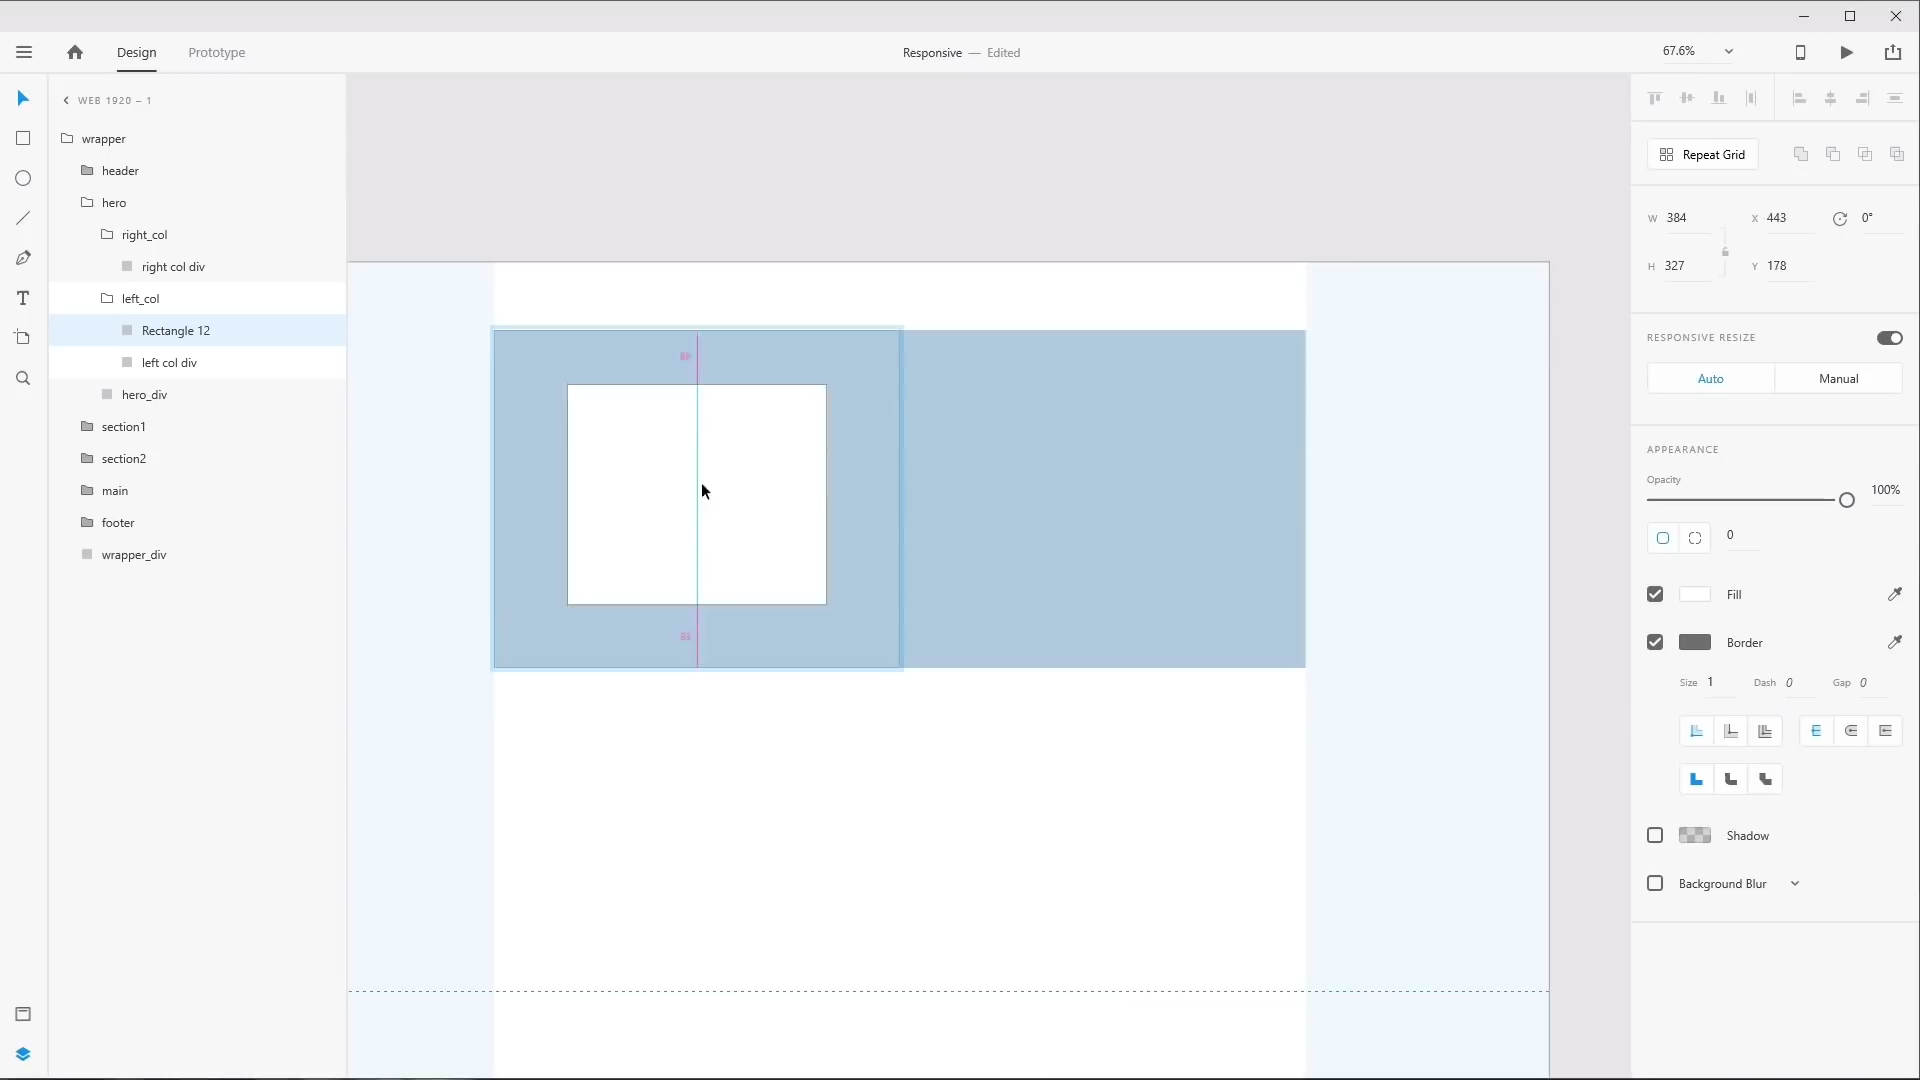 Design
Prototype
Responsive — Edited
67.6%
WEB 1920 – 1
wrapper
header
hero
right_col
right col div
left_col
Rectangle 12
left col div
hero_div
section1
section2
main
footer
wrapper_div
Repeat Grid
W 384
X 443
0°
H 327
Y 178
RESPONSIVE RESIZE
Auto
Manual
APPEARANCE
Opacity
100%
0
Fill
Border
Size 1
Dash 0
Gap 0
Shadow
Background Blur